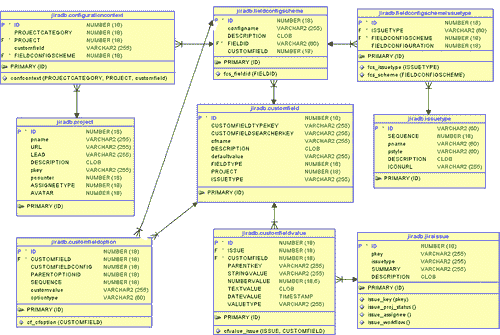 jiradb.configurationcontext
P * ID NUMBER (18)
PROJECTCATEGORY NUMBER (18)
F PROJECT NUMBER (18)
customfield VARCHAR2 (255)
F FIELDCONFIGSCHEME NUMBER (18)
PRIMARY (ID)
confcontext (PROJECTCATEGORY, PROJECT, customfield)
jiradb.fieldconfigscheme
P * ID NUMBER (18)
configname VARCHAR2 (255)
DESCRIPTION CLOB
F FIELDID VARCHAR2 (60)
CUSTOMFIELD NUMBER (18)
PRIMARY (ID)
fcs_fieldid (FIELDID)
jiradb.fieldconfigschemeissuetype
P * ID NUMBER (18)
F ISSUETYPE VARCHAR2 (255)
F FIELDCONFIGSCHEME NUMBER (18)
FIELDCONFIGURATION NUMBER (18)
PRIMARY (ID)
fcs_issuetype (ISSUETYPE)
fcs_scheme (FIELDCONFIGSCHEME)
jiradb.project
P * ID NUMBER (18)
pname VARCHAR2 (255)
URL VARCHAR2 (255)
LEAD VARCHAR2 (255)
DESCRIPTION CLOB
pkey VARCHAR2 (255)
pcounter NUMBER (18)
ASSIGNEETYPE NUMBER (18)
AVATAR NUMBER (18)
PRIMARY (ID)
jiradb.customfield
P * ID NUMBER (18)
CUSTOMFIELDTYPEKEY VARCHAR2 (255)
CUSTOMFIELDSEARCHERKEY VARCHAR2 (255)
cfname VARCHAR2 (255)
DESCRIPTION CLOB
defaultvalue VARCHAR2 (255)
FIELDTYPE NUMBER (18)
PROJECT NUMBER (18)
ISSUETYPE VARCHAR2 (255)
PRIMARY (ID)
jiradb.issuetype
P * ID VARCHAR2 (60)
SEQUENCE NUMBER (18)
pname VARCHAR2 (60)
pstyle VARCHAR2 (60)
DESCRIPTION CLOB
ICONURL VARCHAR2 (255)
PRIMARY (ID)
jiradb.customfieldoption
P * ID NUMBER (18)
F CUSTOMFIELD NUMBER (18)
CUSTOMFIELDCONFIG NUMBER (18)
PARENTOPTIONID NUMBER (18)
SEQUENCE NUMBER (18)
customvalue VARCHAR2 (255)
optiontype VARCHAR2 (60)
PRIMARY (ID)
cf_cfoption (CUSTOMFIELD)
jiradb.customfieldvalue
P * ID NUMBER (18)
F ISSUE NUMBER (18)
F CUSTOMFIELD NUMBER (18)
PARENTKEY VARCHAR2 (255)
STRINGVALUE VARCHAR2 (255)
NUMBERVALUE NUMBER (18,6)
TEXTVALUE CLOB
DATEVALUE TIMESTAMP
VALUETYPE VARCHAR2 (255)
PRIMARY (ID)
cfvalue_issue (ISSUE, CUSTOMFIELD)
jiradb.jiraissue
P * ID NUMBER (18)
pkey VARCHAR2 (255)
issuetype VARCHAR2 (255)
SUMMARY VARCHAR2 (255)
DESCRIPTION CLOB
PRIMARY (ID)
issue_key (pkey)
issue_proj_status ()
issue_assignee ()
issue_workflow ()